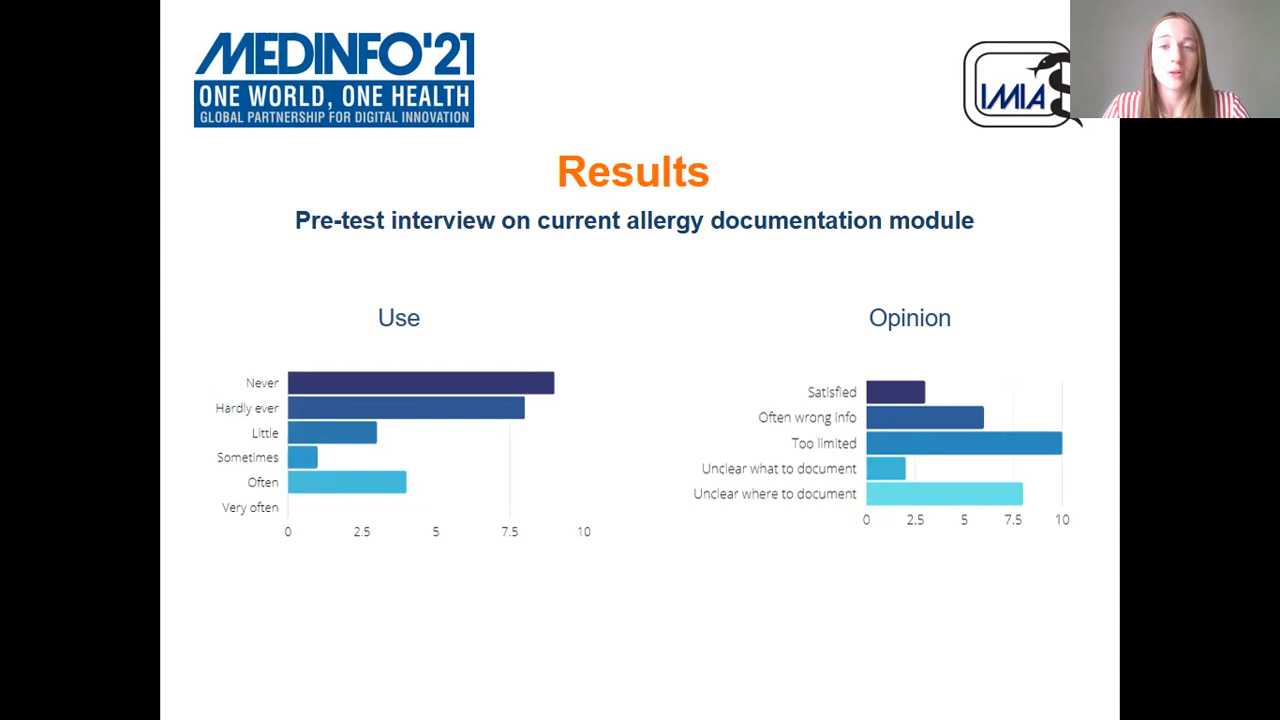 MEDINFO'21
ONE WORLD, ONE HEALTH
GLOBAL PARTNERSHIP FOR DIGITAL INNOVATION
IMIA
Results
Pre-test interview on current allergy documentation module
Use
Never
Hardly ever
Little
Sometimes
Often
Very often
0 2.5 5 7.5 10
Opinion
Satisfied
Often wrong info
Too limited
Unclear what to document
Unclear where to document
0 2.5 5 7.5 10